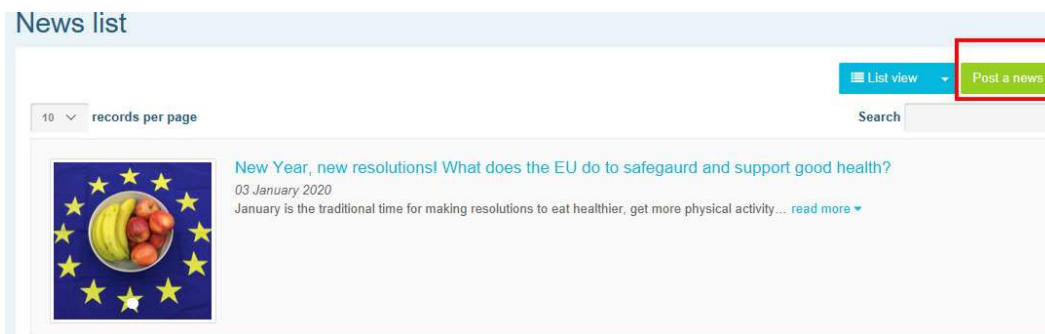 News list
List view
Post a news
10 records per page
Search
New Year, new resolutions! What does the EU do to safegaurd and support good health?
03 January 2020
January is the traditional time for making resolutions to eat healthier, get more physical activity... read more